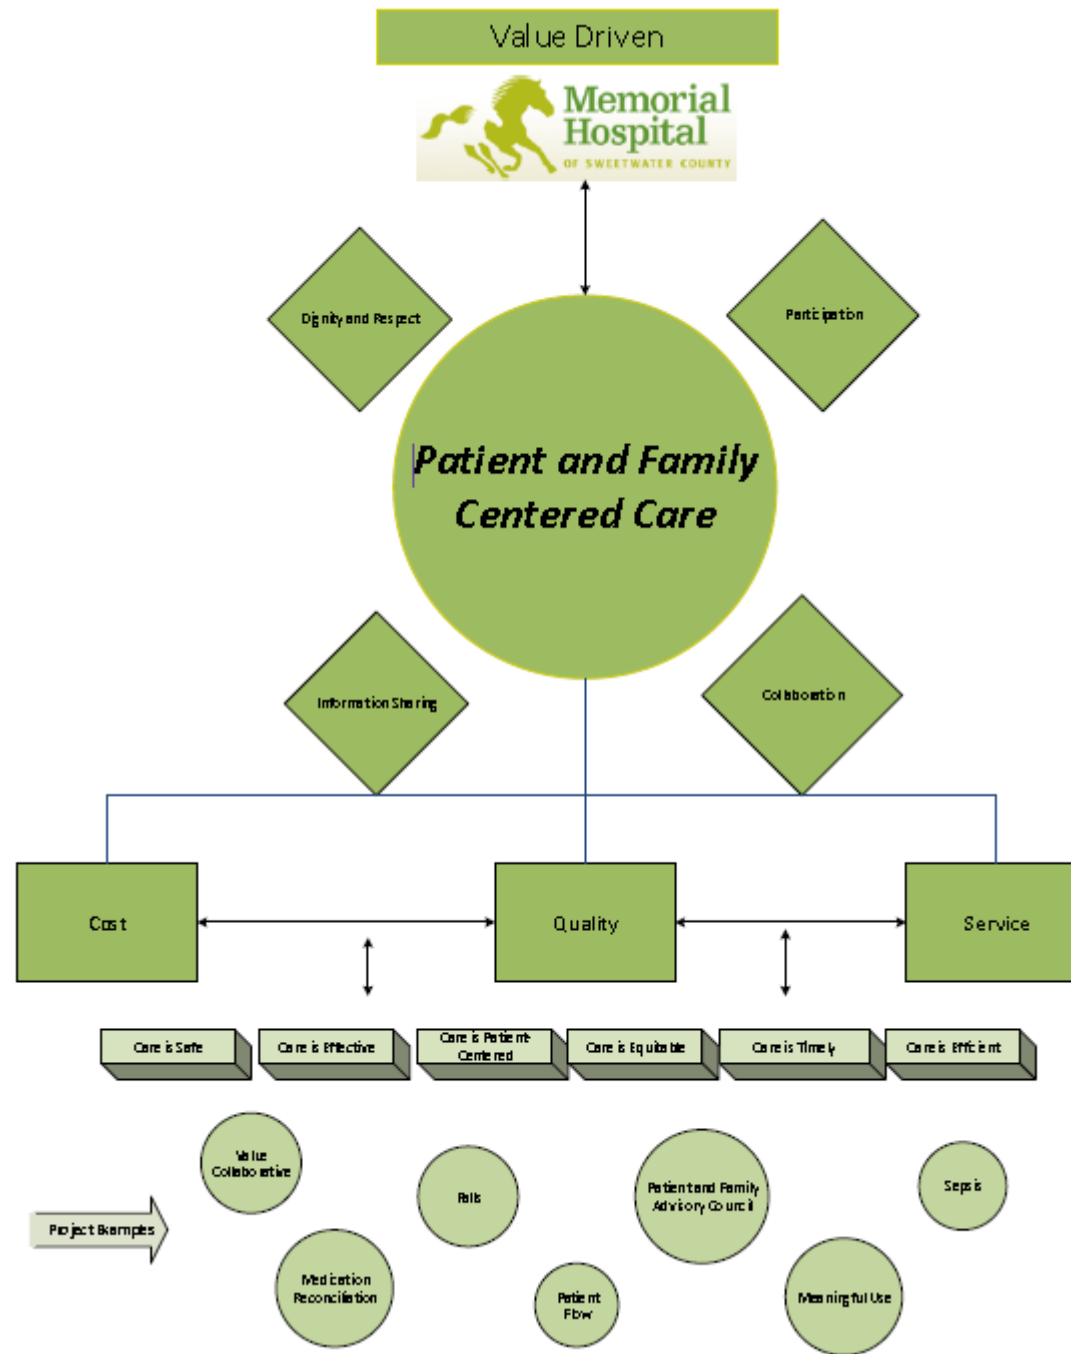 Value Driven
Memorial
Hospital
OF SWEETWATER COUNTY
Dignity and Respect
Participation
Patient and Family
Centered Care
Information Sharing
Collaboration
Cost
Quality
Service
Care is Safe
Care is Effective
Care is Patient-
Centered
Care is Equitable
Care is Timely
Care is Efficient
Value
Collaborative
Falls
Patient and Family
Advisory Council
Sepsis
Project Examples
Medication
Reconciliation
Patient
Flow
Meaningful Use